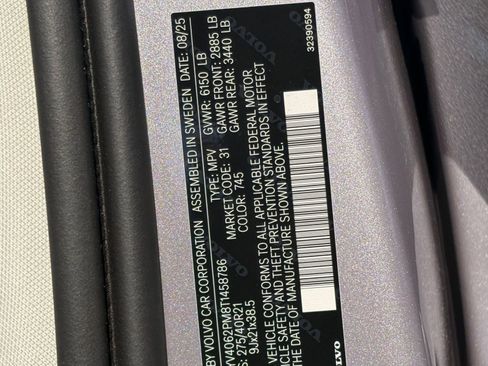 BY VOLVO CAR CORPORATION ASSEMBLED IN SWEDEN DATE: 08/25
TYPE: MPV GVWR: 6150 LB
MARKET CODE: 31 GAWR FRONT: 2885 LB
COLOR: 745 GAWR REAR: 3440 LB
YV4062PM8T1458786
S: 275/40R21
9Jx21x38.5
VEHICLE CONFORMS TO ALL APPLICABLE FEDERAL MOTOR
VEHICLE SAFETY AND THEFT PREVENTION STANDARDS IN EFFECT
DATE OF MANUFACTURE SHOWN ABOVE.
32390594
VOLVO